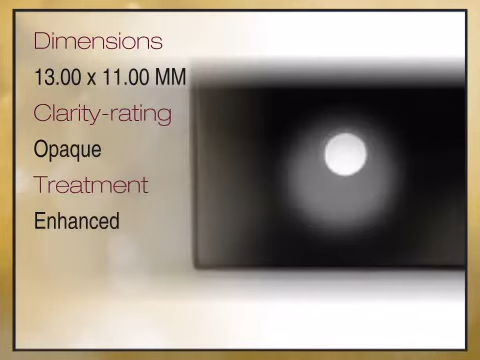 Dimensions
13.00 x 11.00 MM
Clarity-rating
Opaque
Treatment
Enhanced